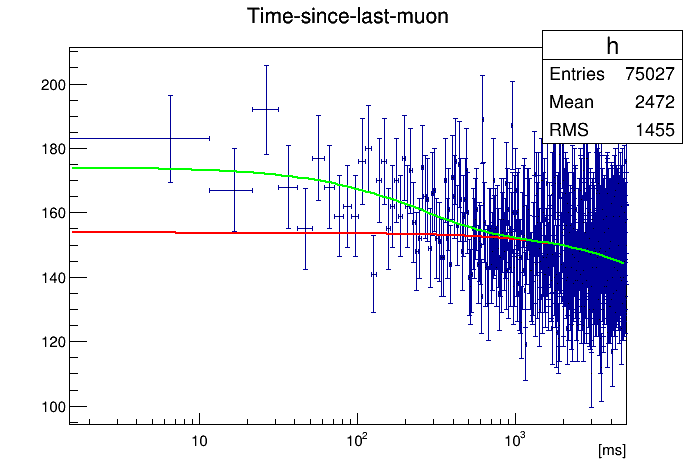 Time-since-last-muon
h
Entries 75027
Mean 2472
RMS 1455
200
180
160
140
120
100
10
10²
10³
[ms]